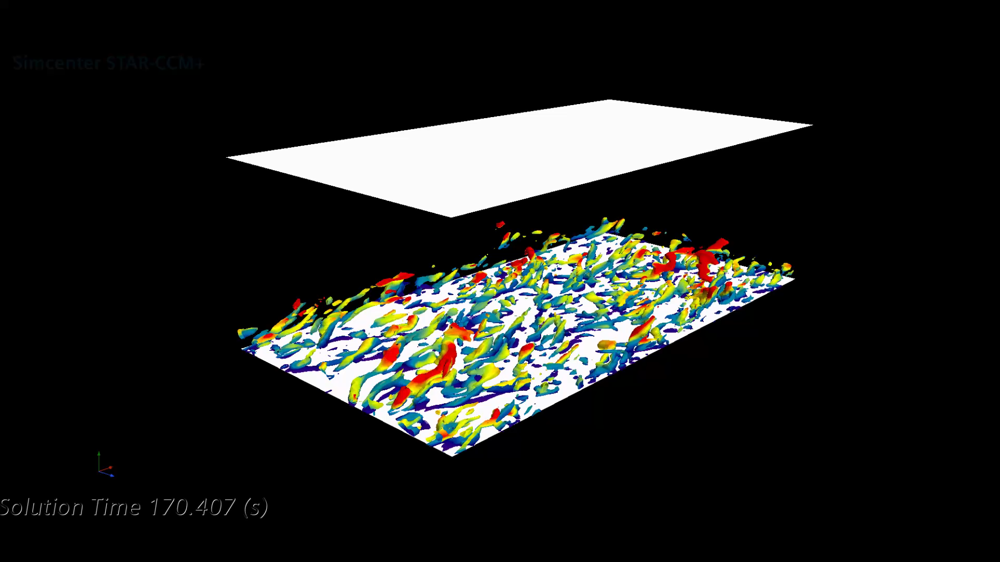 Simcenter STAR-CCM+
Solution Time 170.407 (s)